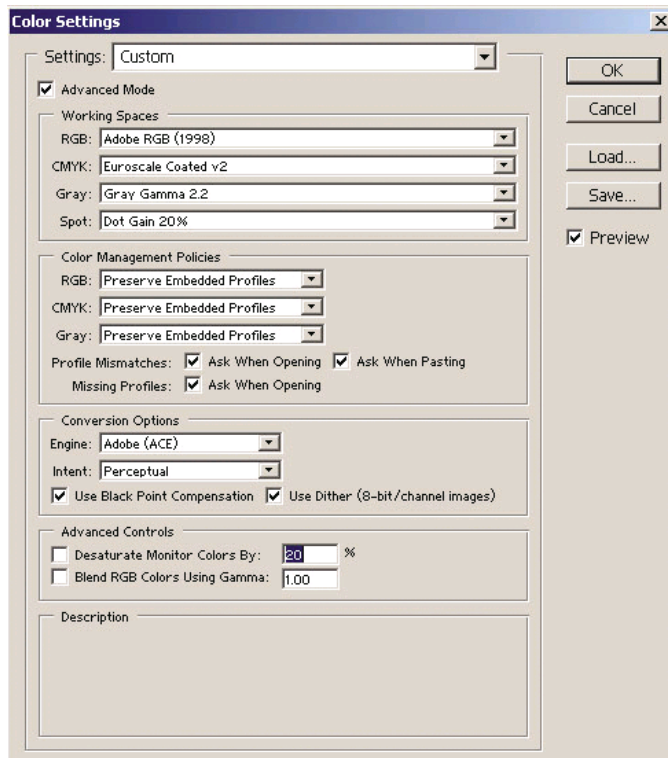 Color Settings
Settings: Custom
OK
Advanced Mode
Cancel
Working Spaces
RGB: Adobe RGB (1998)
CMYK: Euroscale Coated v2
Load...
Gray: Gray Gamma 2.2
Save...
Spot: Dot Gain 20%
Preview
Color Management Policies
RGB: Preserve Embedded Profiles
CMYK: Preserve Embedded Profiles
Gray: Preserve Embedded Profiles
Profile Mismatches: Ask When Opening Ask When Pasting
Missing Profiles: Ask When Opening
Conversion Options
Engine: Adobe (ACE)
Intent: Perceptual
Use Black Point Compensation Use Dither (8-bit/channel images)
Advanced Controls
Desaturate Monitor Colors By: 20 %
Blend RGB Colors Using Gamma: 1.00
Description